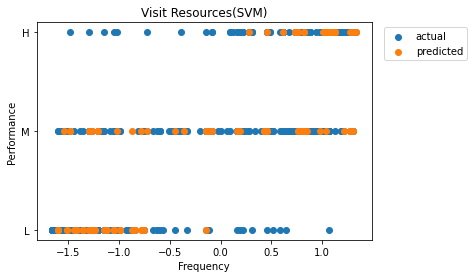 Visit Resources(SVM)
actual
predicted
H
M
L
Performance
−1.5 −1.0 −0.5 0.0 0.5 1.0
Frequency